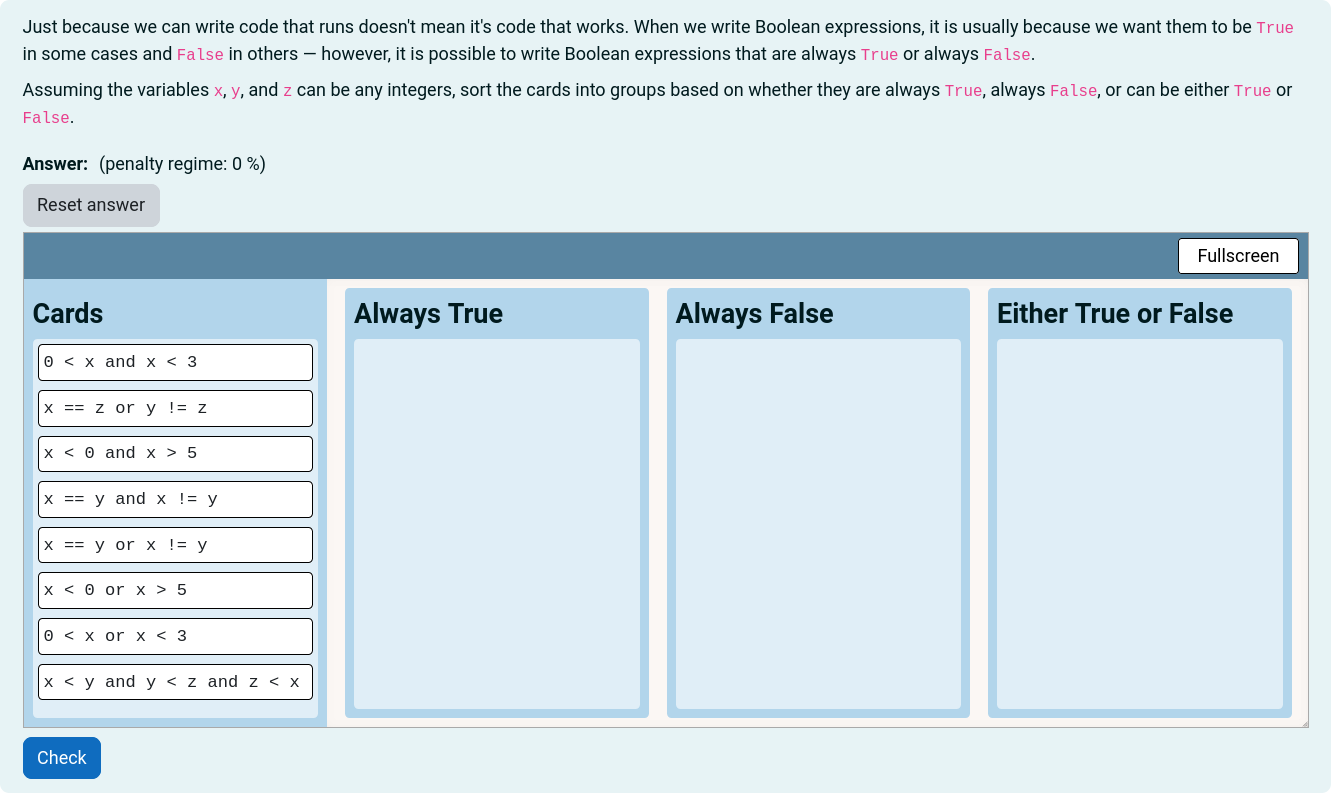 Just because we can write code that runs doesn't mean it's code that works. When we write Boolean expressions, it is usually because we want them to be True
in some cases and False in others — however, it is possible to write Boolean expressions that are always True or always False.
Assuming the variables x, y, and z can be any integers, sort the cards into groups based on whether they are always True, always False, or can be either True or
False.
Answer: (penalty regime: 0 %)
Reset answer
Fullscreen
Cards
0 < x and x < 3
x == z or y != z
x < 0 and x > 5
x == y and x != y
x == y or x != y
x < 0 or x > 5
0 < x or x < 3
x < y and y < z and z < x
Always True
Always False
Either True or False
Check